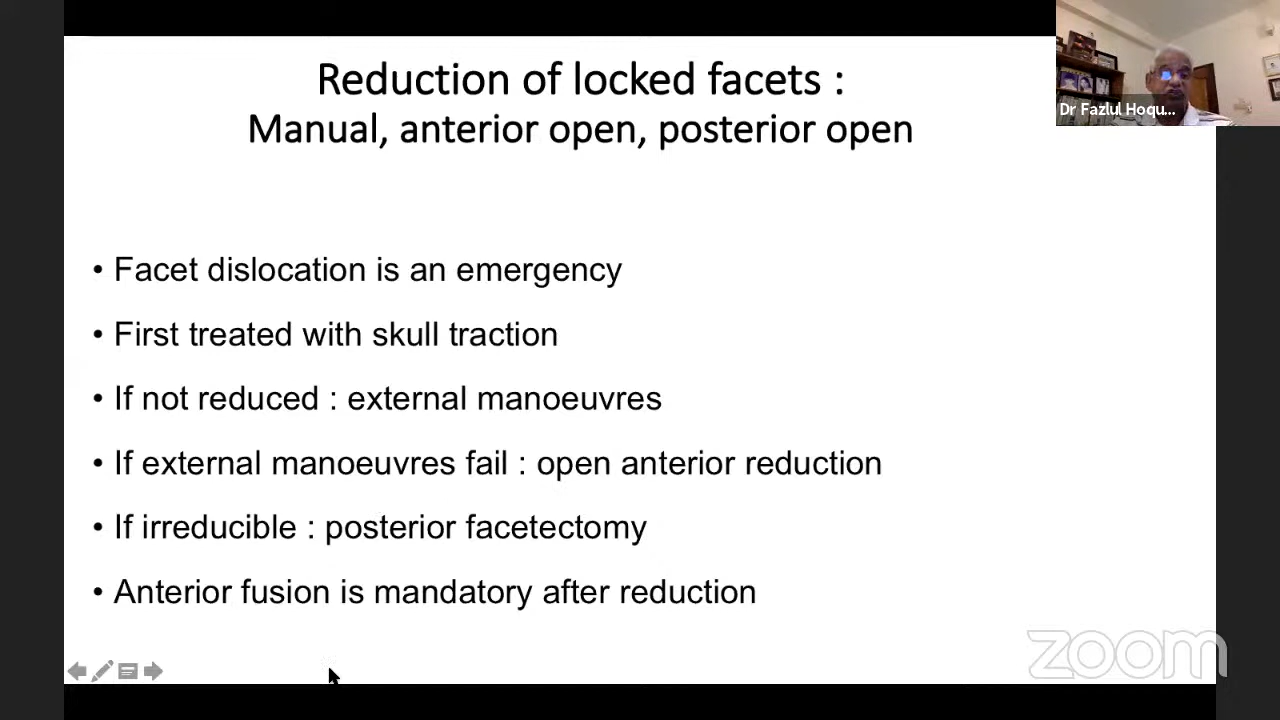 Reduction of locked facets :
Manual, anterior open, posterior open
Dr Fazlul Hoqu...
• Facet dislocation is an emergency
• First treated with skull traction
• If not reduced : external manoeuvres
• If external manoeuvres fail : open anterior reduction
• If irreducible : posterior facetectomy
• Anterior fusion is mandatory after reduction
zoom